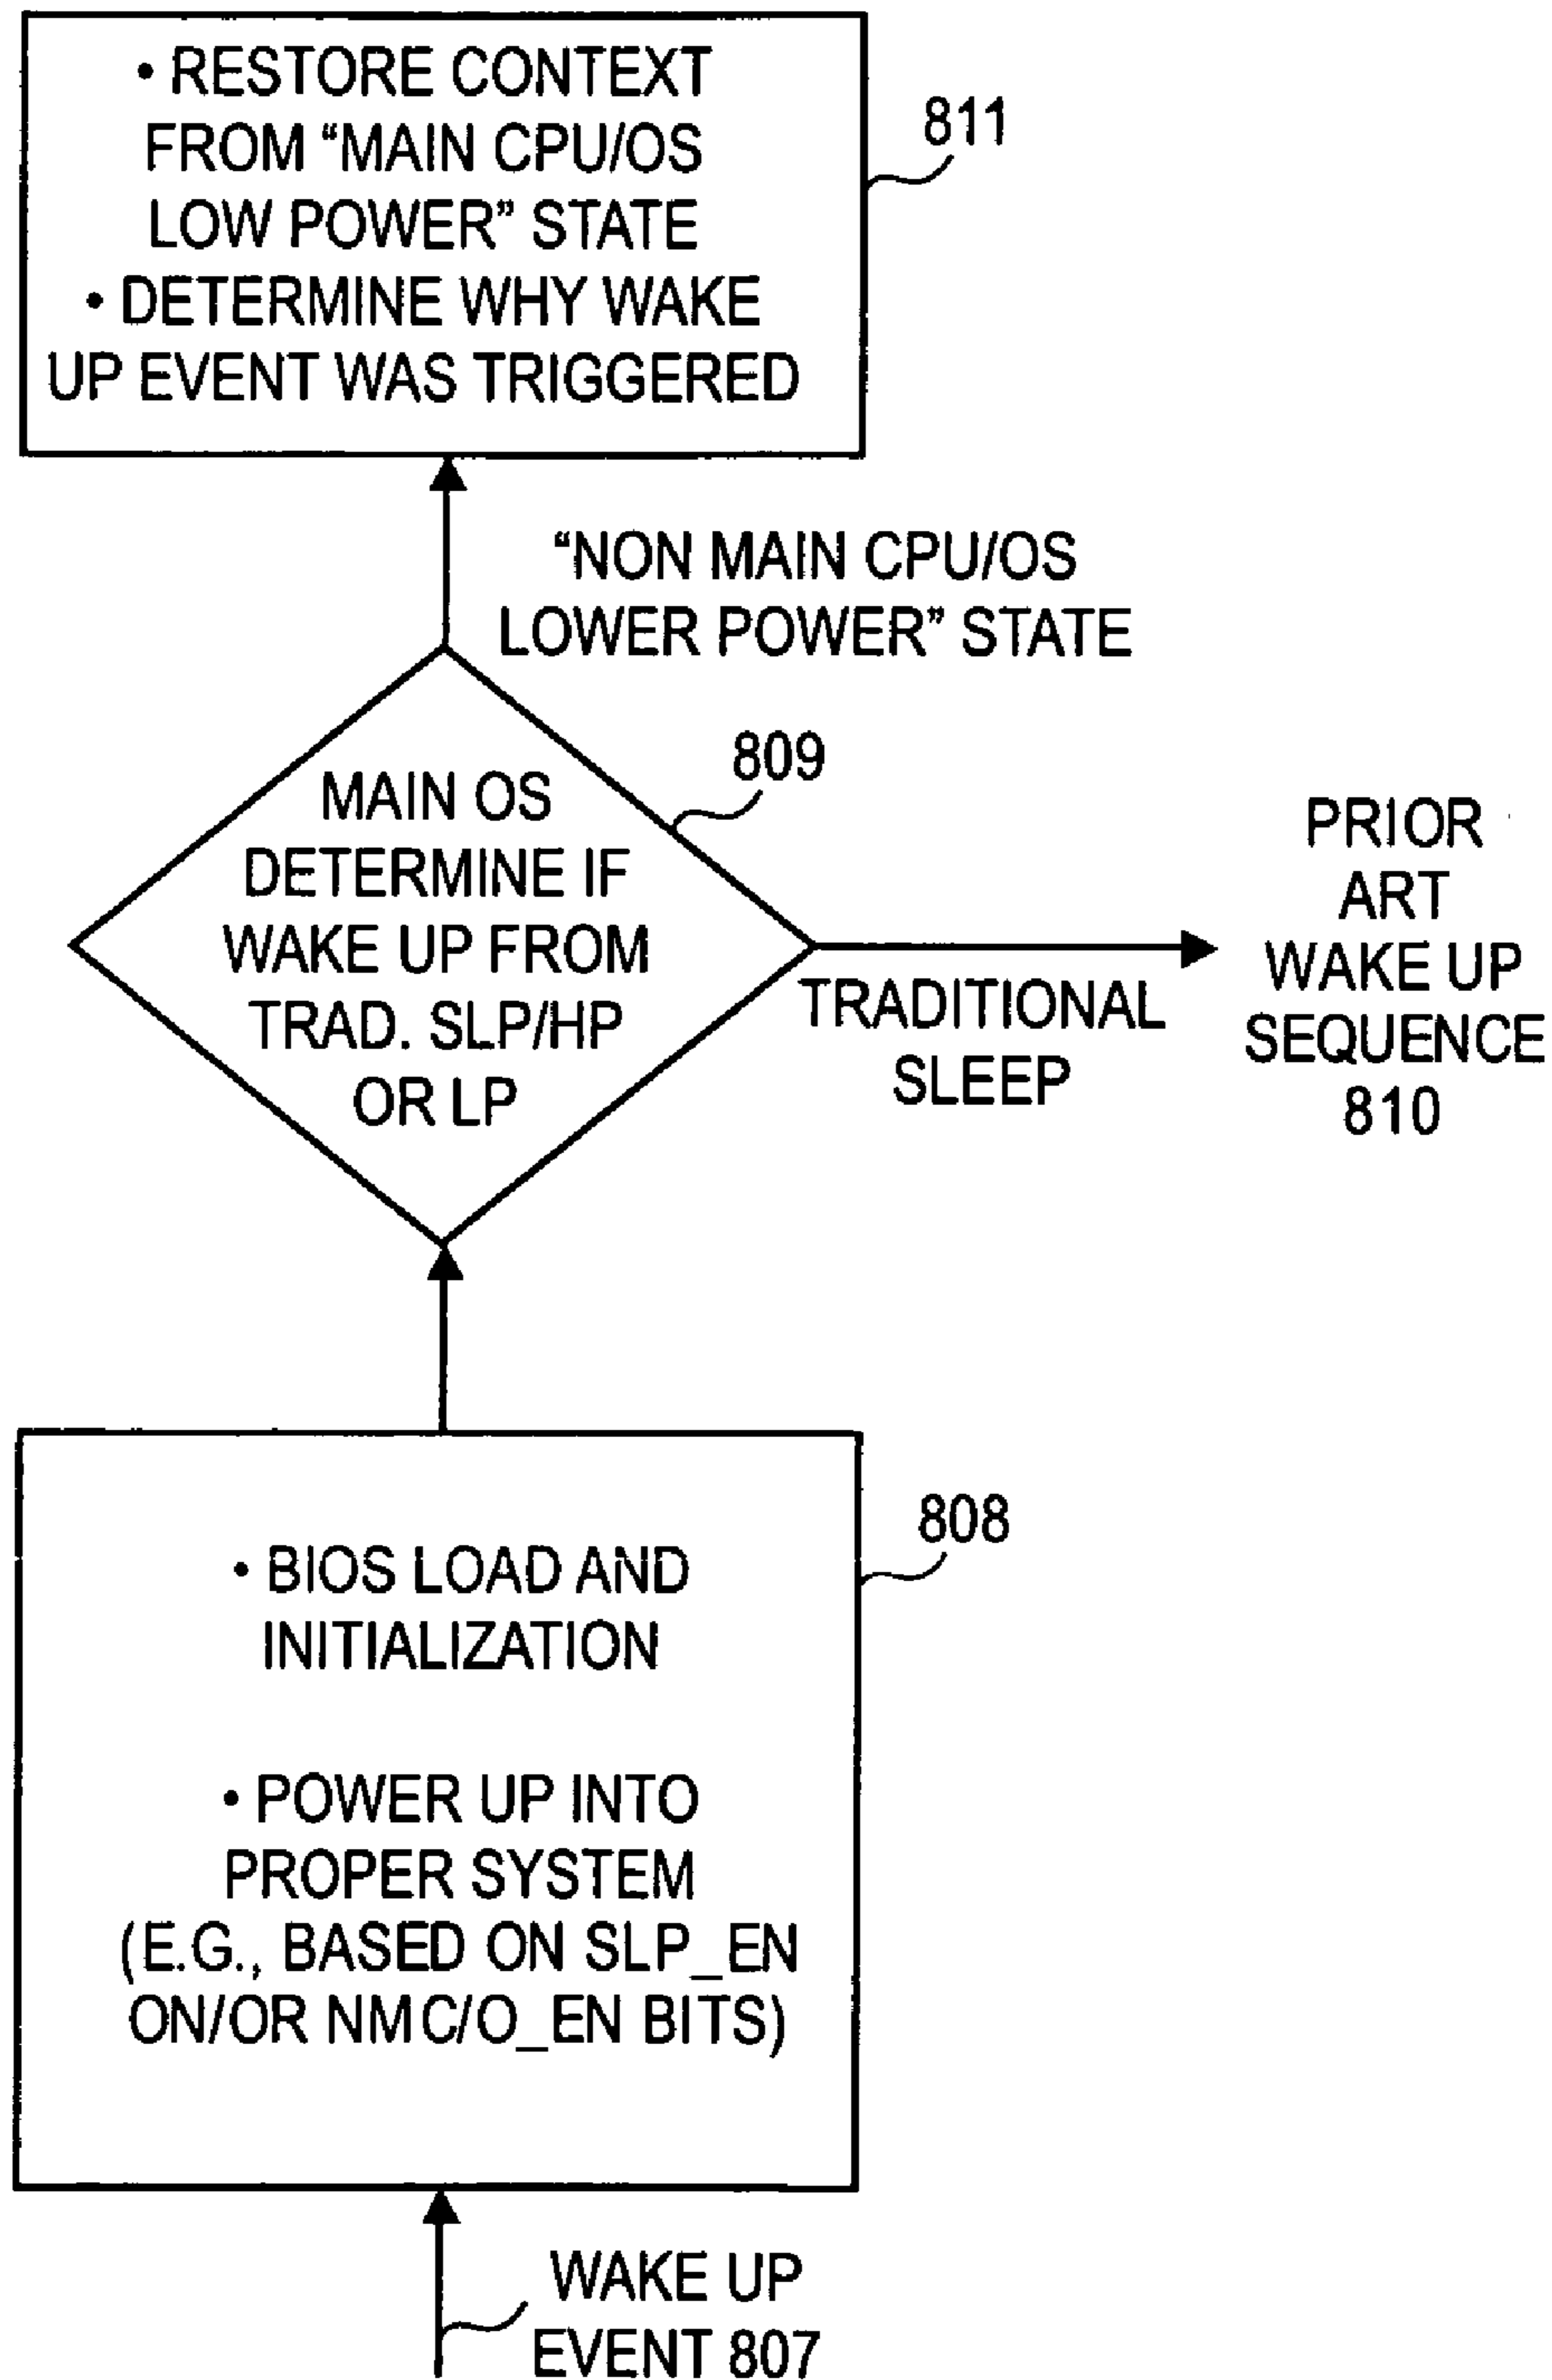 • RESTORE CONTEXT
FROM “MAIN CPU/OS
LOW POWER” STATE
• DETERMINE WHY WAKE
UP EVENT WAS TRIGGERED
811
“NON MAIN CPU/OS
LOWER POWER” STATE
809
MAIN OS
DETERMINE IF
WAKE UP FROM
TRAD. SLP/HP
OR LP
TRADITIONAL
SLEEP
PRIOR
ART
WAKE UP
SEQUENCE
810
808
• BIOS LOAD AND
INITIALIZATION
• POWER UP INTO
PROPER SYSTEM
(E.G., BASED ON SLP_EN
ON/OR NMC/O_EN BITS)
WAKE UP
EVENT 807